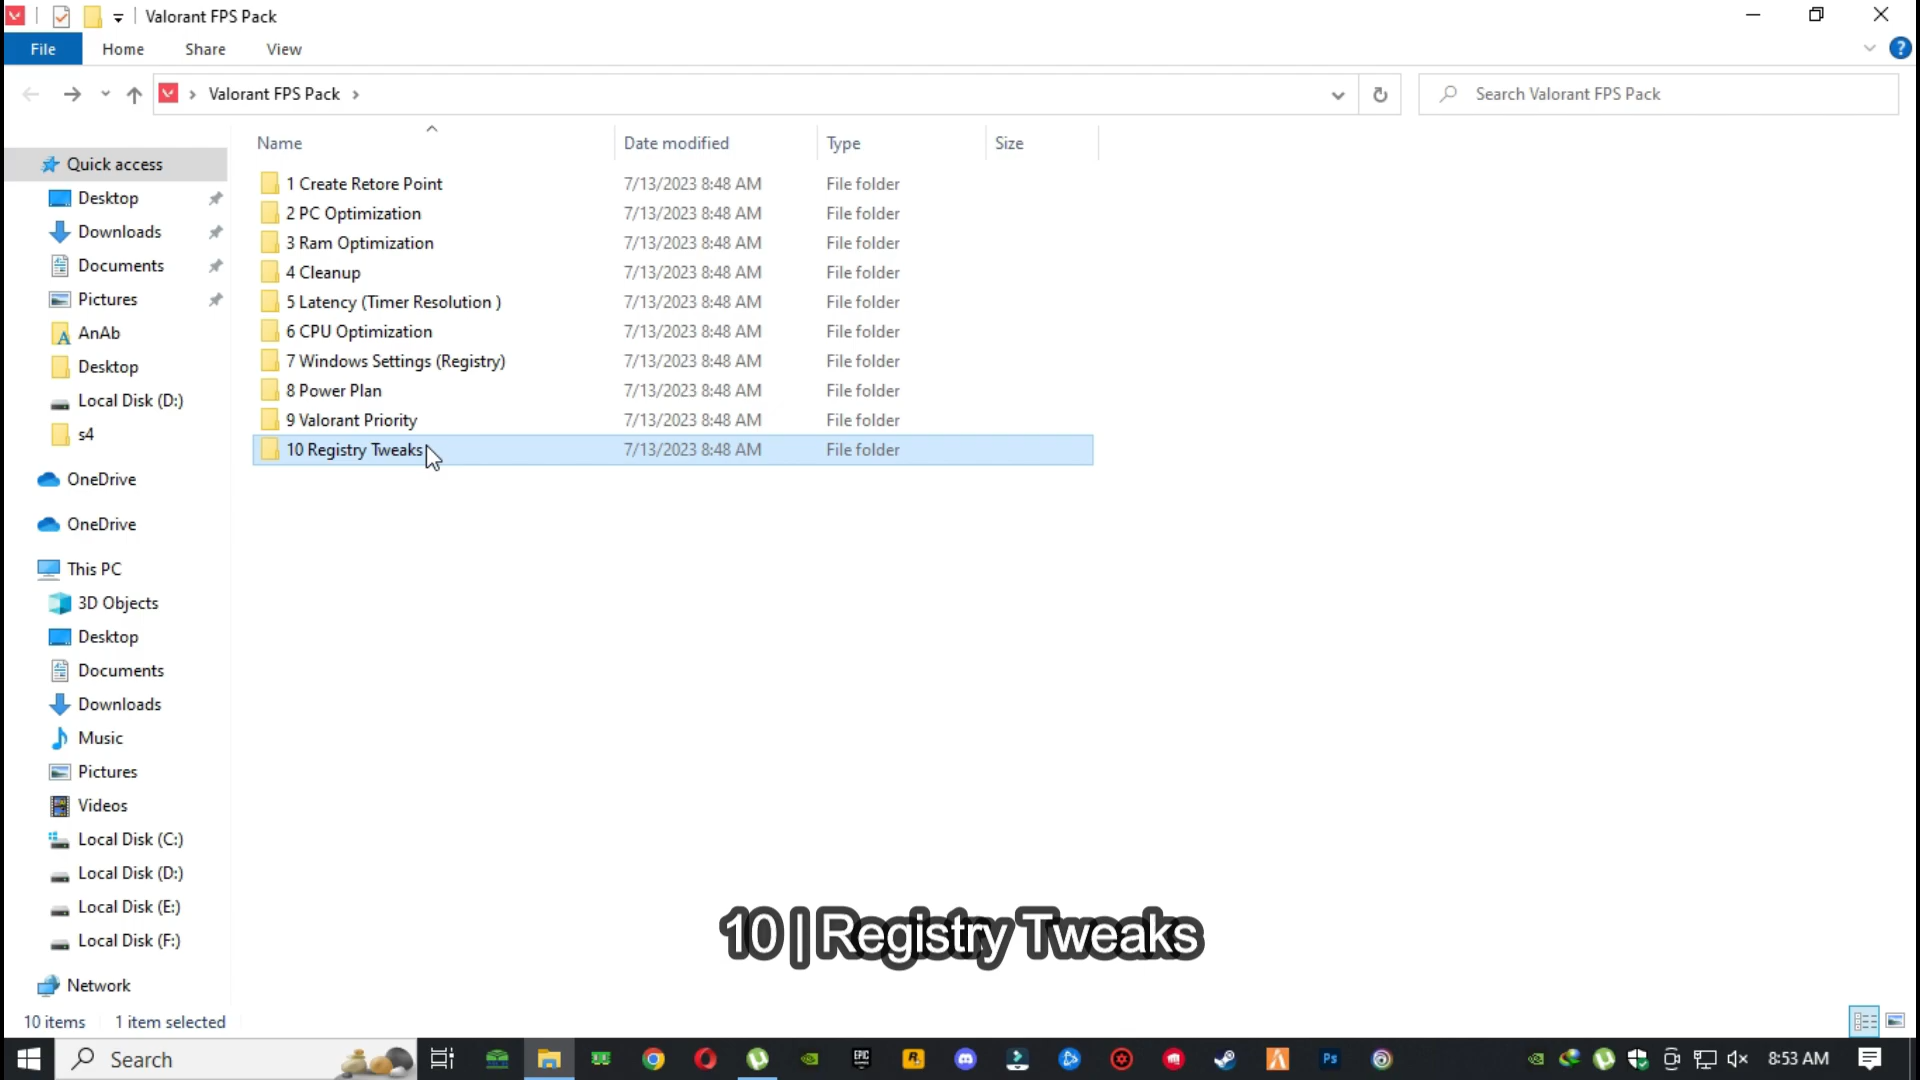 Valorant FPS Pack
File Home Share View
Valorant FPS Pack
Search Valorant FPS Pack
Name Date modified Type Size
Quick access
Desktop
Downloads
Documents
Pictures
AnAb
Desktop
Local Disk (D:)
s4
OneDrive
OneDrive
This PC
3D Objects
Desktop
Documents
Downloads
Music
Pictures
Videos
Local Disk (C:)
Local Disk (D:)
Local Disk (E:)
Local Disk (F:)
Network
1 Create Retore Point 7/13/2023 8:48 AM File folder
2 PC Optimization 7/13/2023 8:48 AM File folder
3 Ram Optimization 7/13/2023 8:48 AM File folder
4 Cleanup 7/13/2023 8:48 AM File folder
5 Latency (Timer Resolution ) 7/13/2023 8:48 AM File folder
6 CPU Optimization 7/13/2023 8:48 AM File folder
7 Windows Settings (Registry) 7/13/2023 8:48 AM File folder
8 Power Plan 7/13/2023 8:48 AM File folder
9 Valorant Priority 7/13/2023 8:48 AM File folder
10 Registry Tweaks 7/13/2023 8:48 AM File folder
10 | Registry Tweaks
10 items 1 item selected
Search
EPIC
R
Ps
8:53 AM